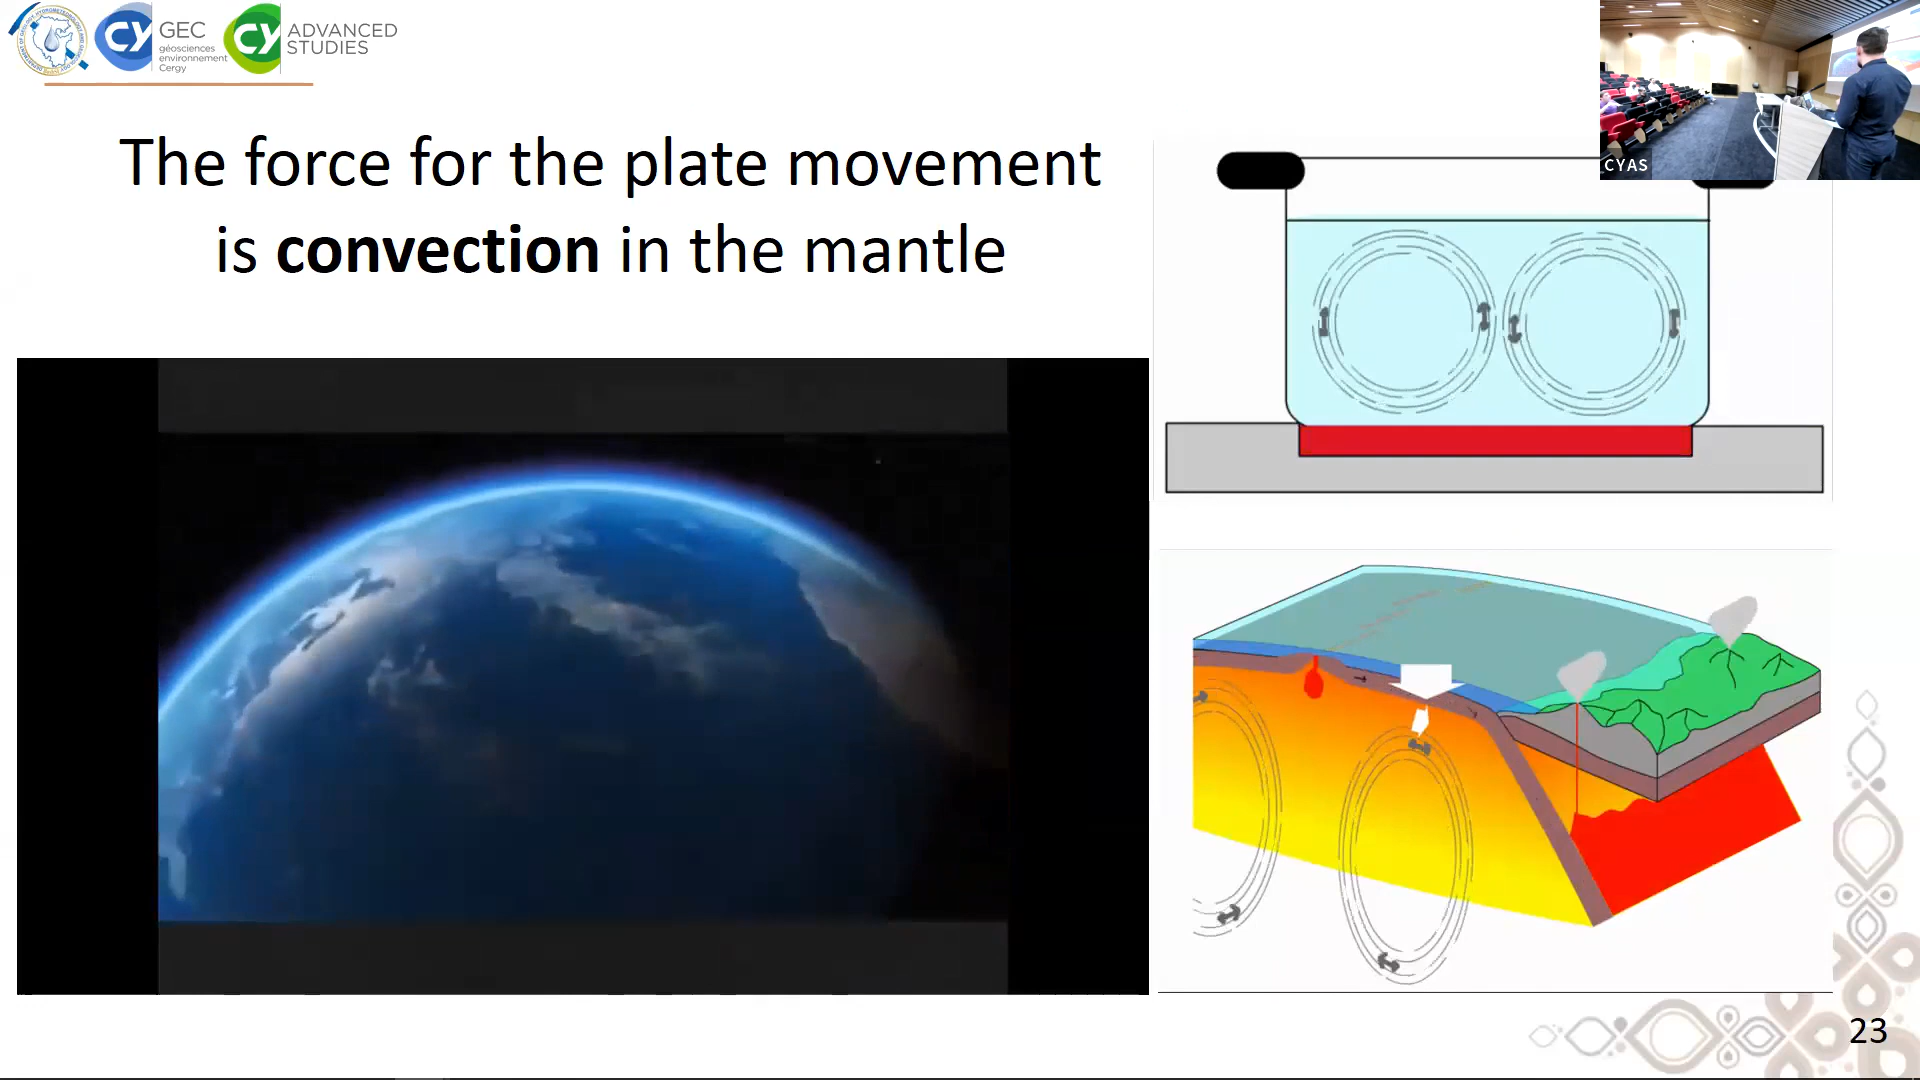 CY
GEC
géosciences
environnement
Cergy
CY
ADVANCED
STUDIES
CYAS
The force for the plate movement
is convection in the mantle
23